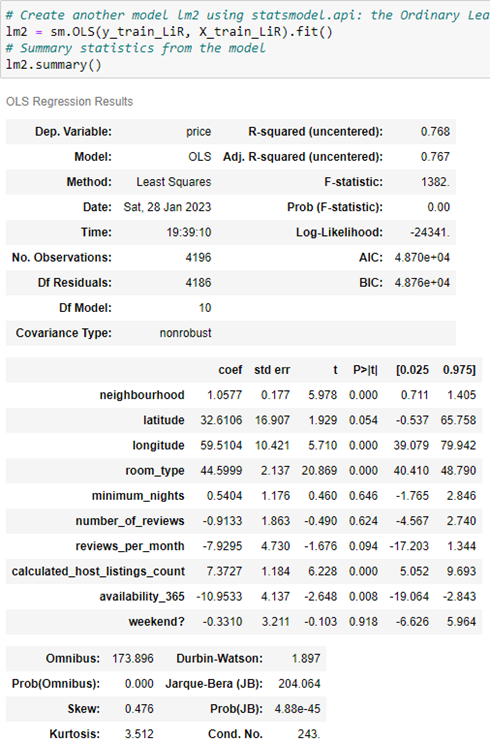 # Create another model lm2 using statsmodel.api: the Ordinary Lea
lm2 = sm.OLS(y_train_LiR, X_train_LiR).fit()
# Summary statistics from the model
lm2.summary()
OLS Regression Results
Dep. Variable: price R-squared (uncentered): 0.768
Model: OLS Adj. R-squared (uncentered): 0.767
Method: Least Squares F-statistic: 1382.
Date: Sat, 28 Jan 2023 Prob (F-statistic): 0.00
Time: 19:39:10 Log-Likelihood: -24341.
No. Observations: 4196 AIC: 4.870e+04
Df Residuals: 4186 BIC: 4.876e+04
Df Model: 10
Covariance Type: nonrobust
coef std err t P>|t| [0.025 0.975]
neighbourhood 1.0577 0.177 5.978 0.000 0.711 1.405
latitude 32.6106 16.907 1.929 0.054 -0.537 65.758
longitude 59.5104 10.421 5.710 0.000 39.079 79.942
room_type 44.5999 2.137 20.869 0.000 40.410 48.790
minimum_nights 0.5404 1.176 0.460 0.646 -1.765 2.846
number_of_reviews -0.9133 1.863 -0.490 0.624 -4.567 2.740
reviews_per_month -7.9295 4.730 -1.676 0.094 -17.203 1.344
calculated_host_listings_count 7.3727 1.184 6.228 0.000 5.052 9.693
availability_365 -10.9533 4.137 -2.648 0.008 -19.064 -2.843
weekend? -0.3310 3.211 -0.103 0.918 -6.626 5.964
Omnibus: 173.896 Durbin-Watson: 1.897
Prob(Omnibus): 0.000 Jarque-Bera (JB): 204.064
Skew: 0.476 Prob(JB): 4.88e-45
Kurtosis: 3.512 Cond. No. 243.